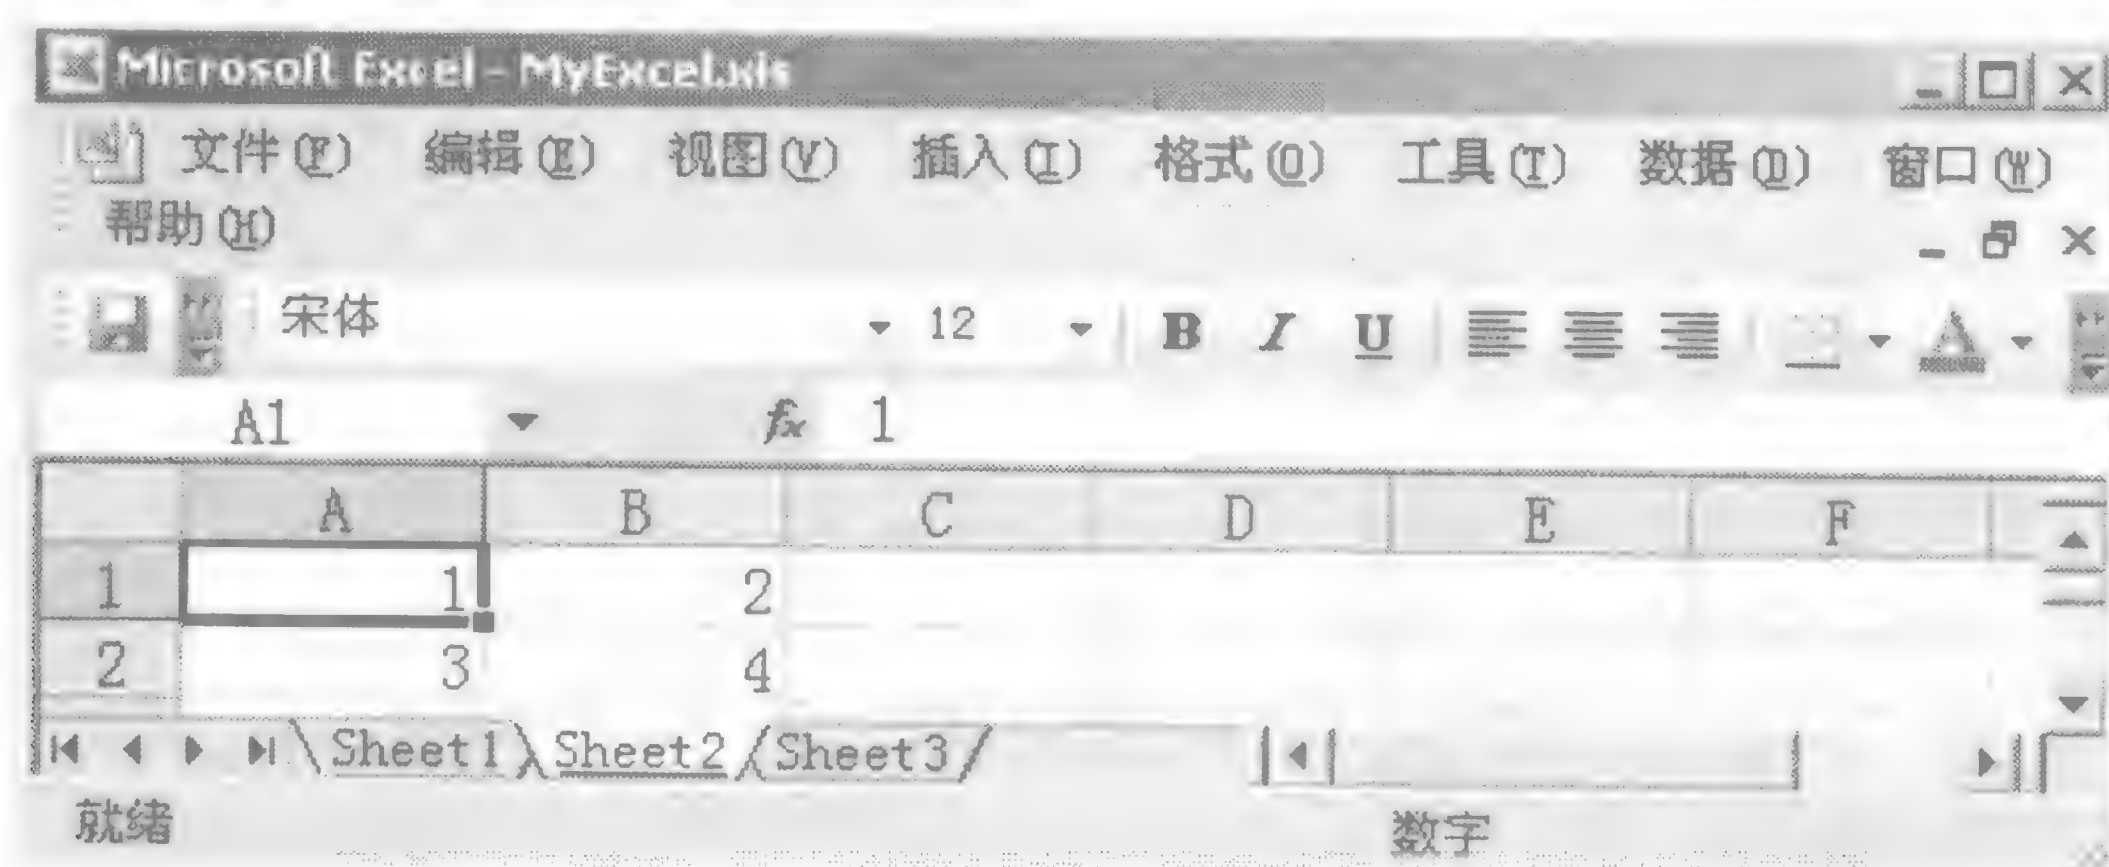 Microsoft Excel - MyExcel.xls
文件(F) 编辑(E) 视图(V) 插入(I) 格式(O) 工具(T) 数据(D) 窗口(W)
帮助(H)
宋体 12 B I U A
A1 fx 1
A B C D E F
1 1 2
2 3 4
Sheet1 Sheet2 Sheet3
就绪 数字